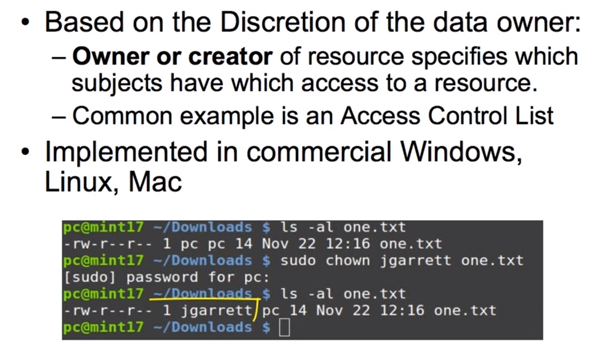 • Based on the Discretion of the data owner:
– Owner or creator of resource specifies which
subjects have which access to a resource.
– Common example is an Access Control List
• Implemented in commercial Windows,
Linux, Mac
pc@mint17 ~/Downloads $ ls -al one.txt
-rw-r--r-- 1 pc pc 14 Nov 22 12:16 one.txt
pc@mint17 ~/Downloads $ sudo chown jgarrett one.txt
[sudo] password for pc:
pc@mint17 ~/Downloads $ ls -al one.txt
-rw-r--r-- 1 jgarrett pc 14 Nov 22 12:16 one.txt
pc@mint17 ~/Downloads $